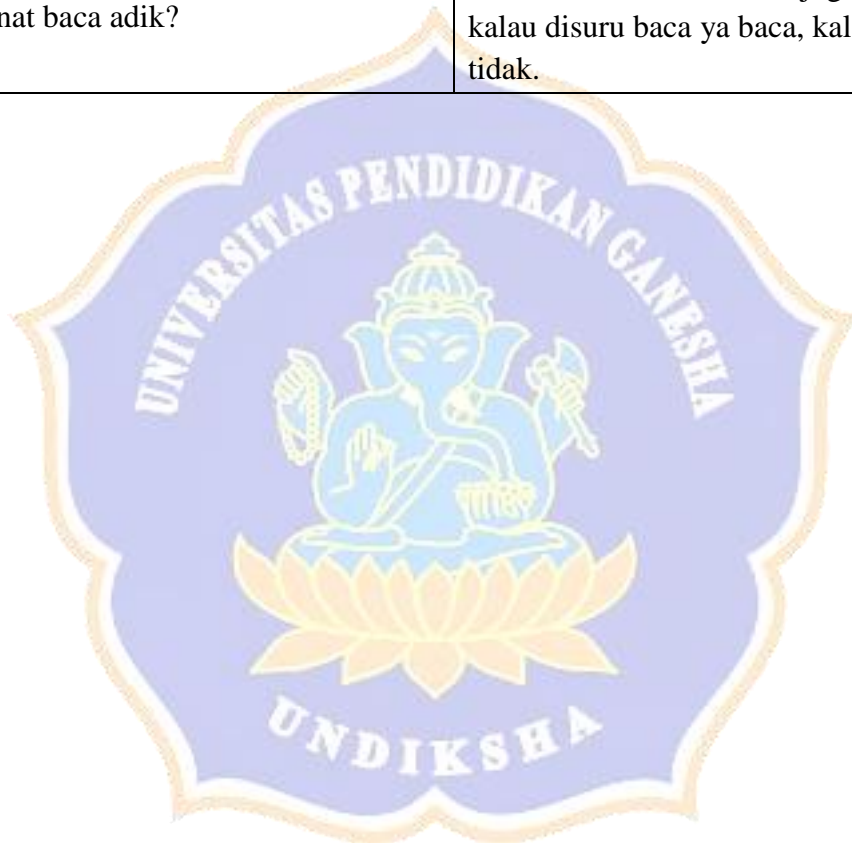 nat baca adik?
kalau disuru baca ya baca, kal
tidak.
UNIVERSITAS PENDIDIKAN GANESHA
UNDIKSHA